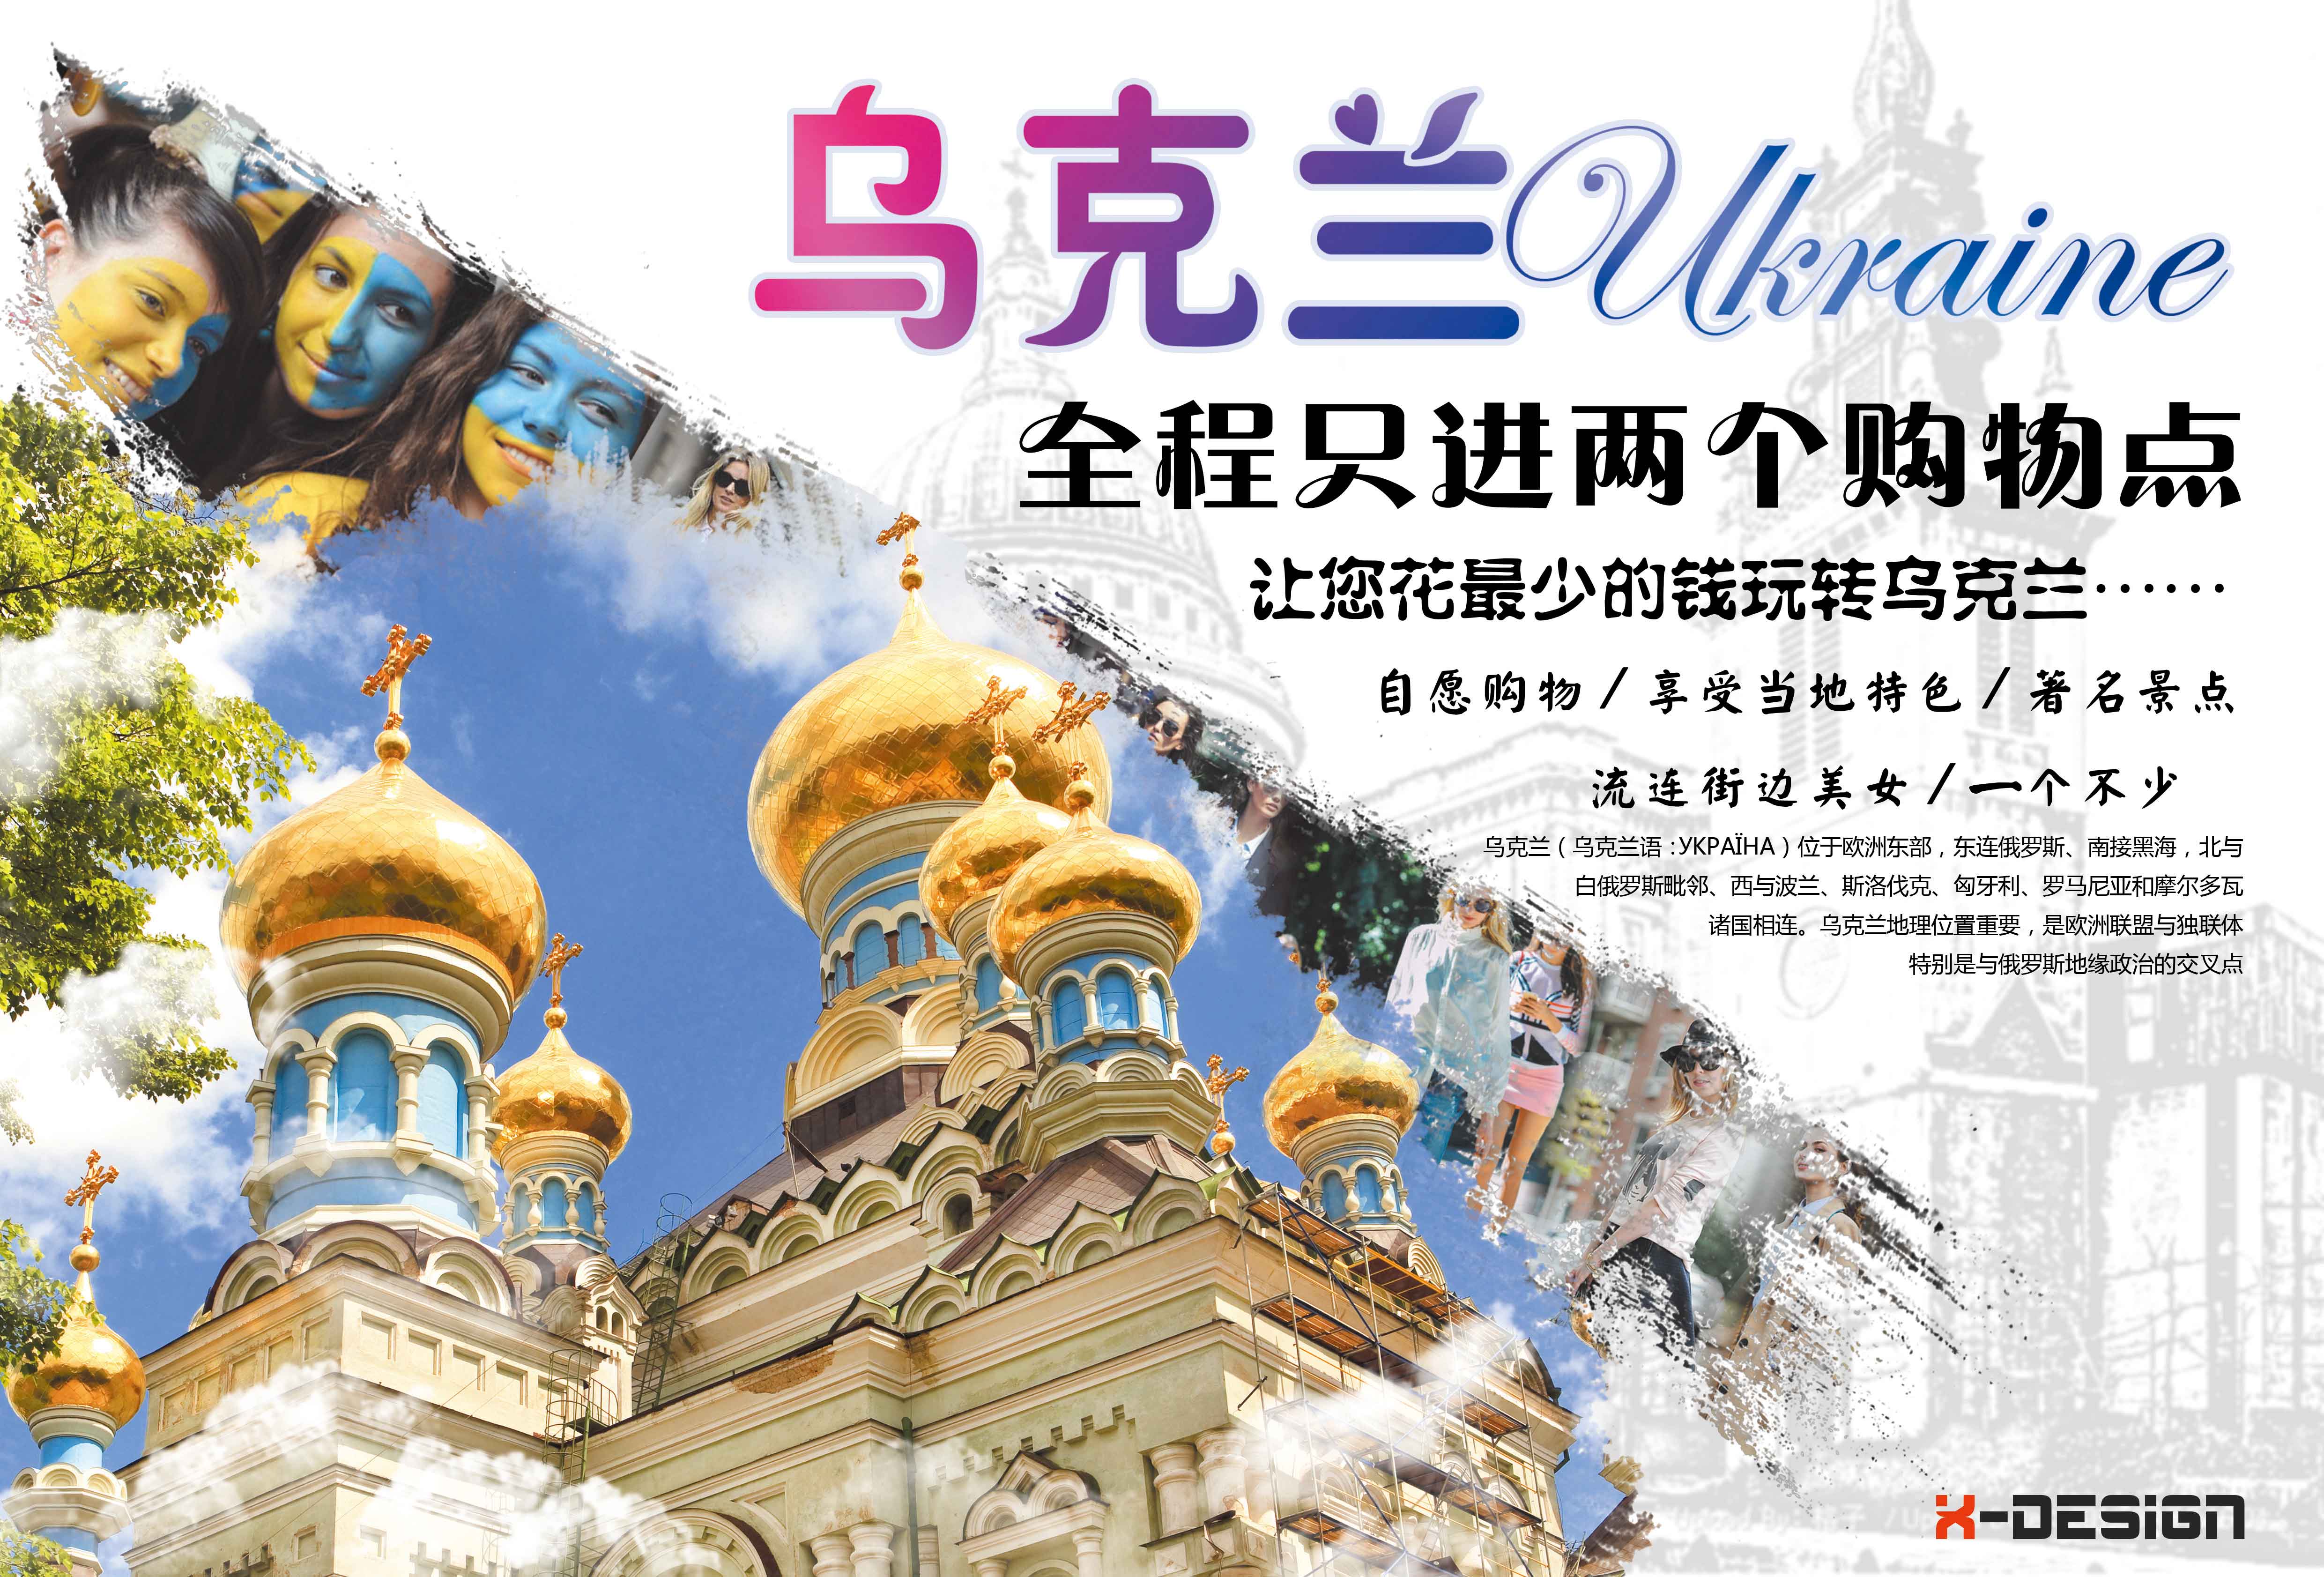 乌克兰Ukraine
全程只进两个购物点
让您花最少的钱玩转乌克兰……
自愿购物/享受当地特色/著名景点
流连街边美女/一个不少
乌克兰（乌克兰语:УКРАЇНА）位于欧洲东部，东连俄罗斯、南接黑海，北与
白俄罗斯毗邻、西与波兰、斯洛伐克、匈牙利、罗马尼亚和摩尔多瓦
诸国相连。乌克兰地理位置重要，是欧洲联盟与独联体
特别是与俄罗斯地缘政治的交叉点
X-DESIGN